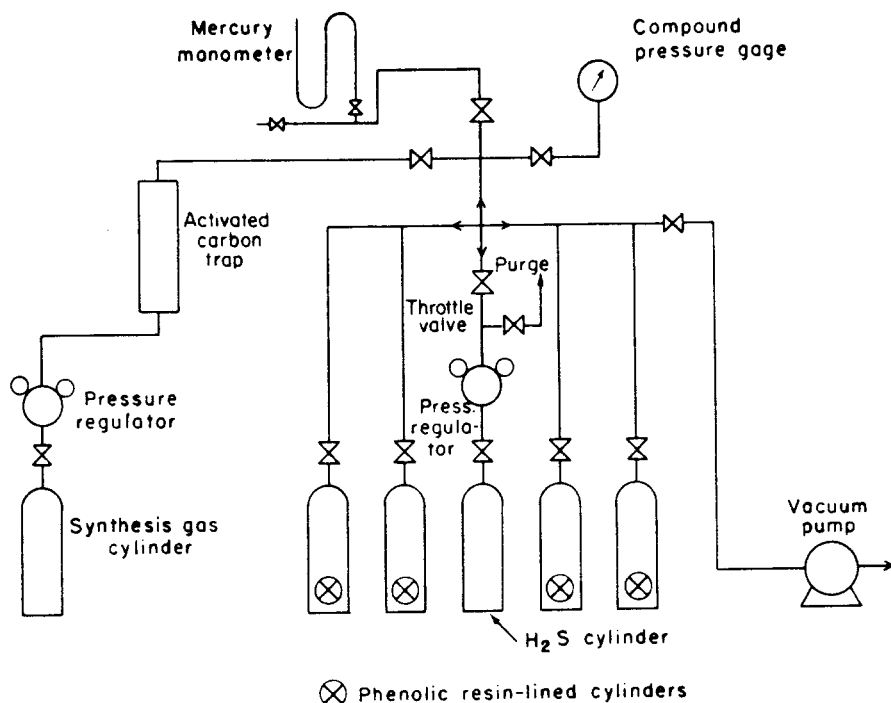 Mercury
manometer
Compound
pressure gage
Activated
carbon
trap
Purge
Throttle
valve
Pressure
regulator
Press.
regula-
tor
Synthesis gas
cylinder
Vacuum
pump
H₂S cylinder
Phenolic resin-lined cylinders